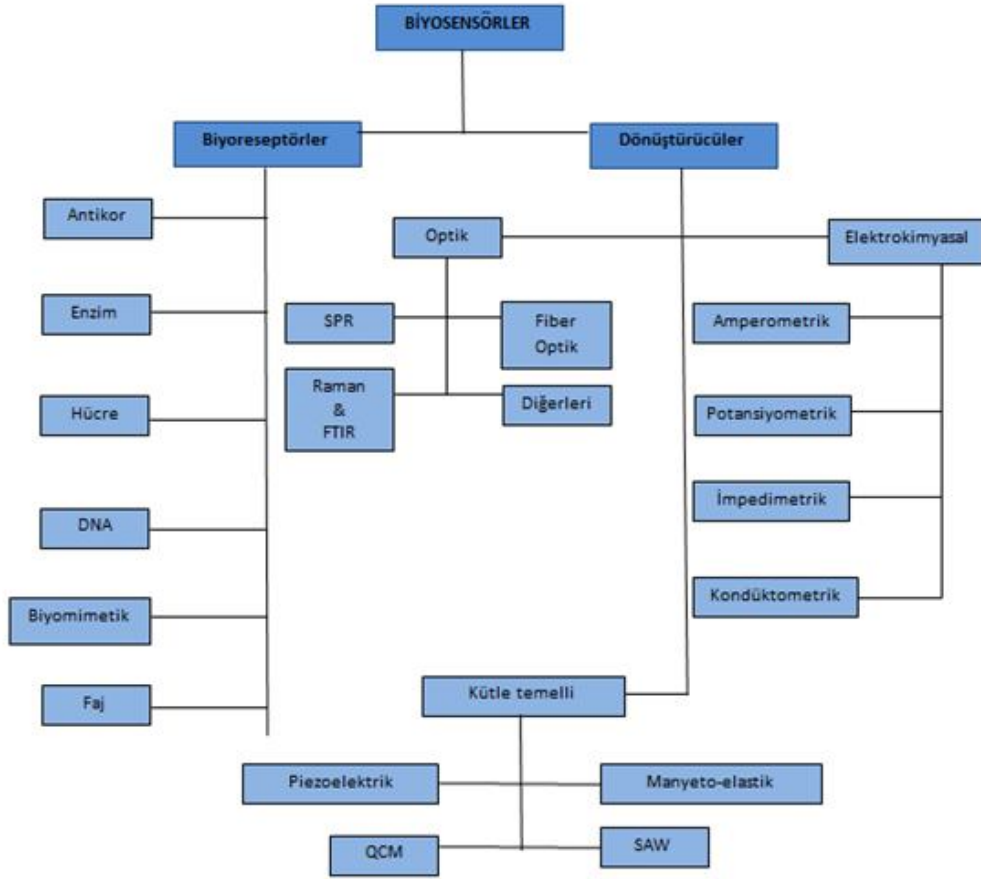 BİYOSENSÖRLER
Biyoreseptörler
Dönüştürücüler
Antikor
Enzim
Hücre
DNA
Biyomimetik
Faj
Optik
SPR
Fiber
Optik
Raman
&
FTIR
Diğerleri
Elektrokimyasal
Amperometrik
Potansiyometrik
İmpedimetrik
Kondüktometrik
Kütle temelli
Piezoelektrik
Manyeto-elastik
QCM
SAW